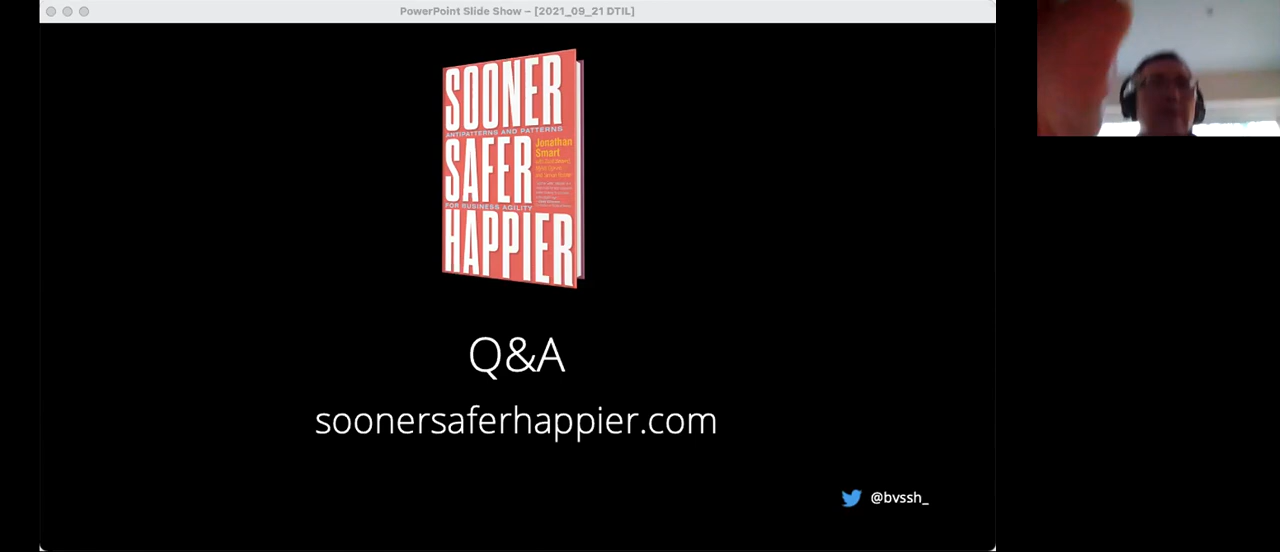 PowerPoint Slide Show – [2021_09_21 DTIL]
SOONER
ANTIPATTERNS AND PATTERNS
SAFER
Jonathan
Smart
FOR BUSINESS AGILITY
HAPPIER
Q&A
soonersaferhappier.com
@bvssh_